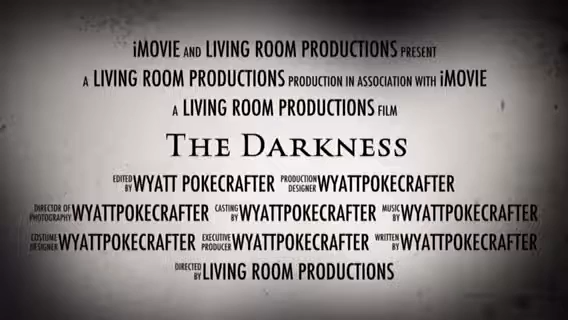 iMOVIE AND LIVING ROOM PRODUCTIONS PRESENT
A LIVING ROOM PRODUCTIONS PRODUCTION IN ASSOCIATION WITH iMOVIE
A LIVING ROOM PRODUCTIONS FILM
THE DARKNESS
EDITED BY WYATT POKECRAFTER PRODUCTION DESIGNER WYATTPOKECRAFTER
DIRECTOR OF PHOTOGRAPHY WYATTPOKECRAFTER CASTING BY WYATTPOKECRAFTER MUSIC BY WYATTPOKECRAFTER
COSTUME DESIGNER WYATTPOKECRAFTER EXECUTIVE PRODUCER WYATTPOKECRAFTER WRITTEN BY WYATTPOKECRAFTER
DIRECTED BY LIVING ROOM PRODUCTIONS